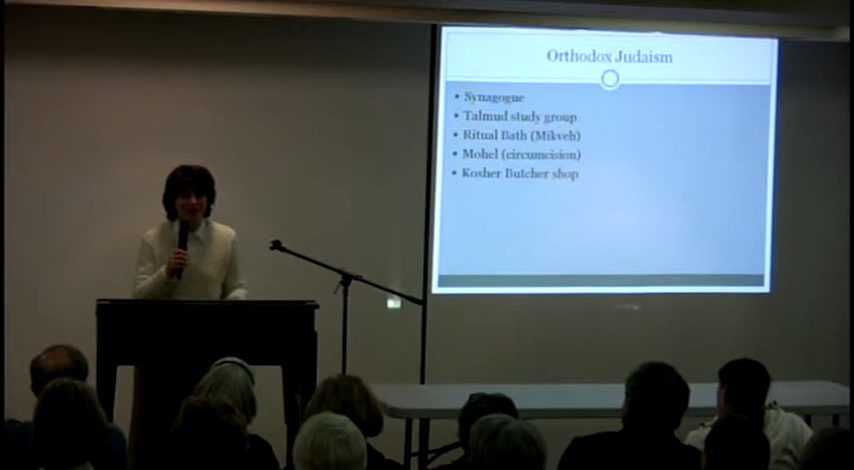 Orthodox Judaism
• Synagogue
• Talmud study group
• Ritual Bath (Mikveh)
• Mohel (circumcision)
• Kosher Butcher shop